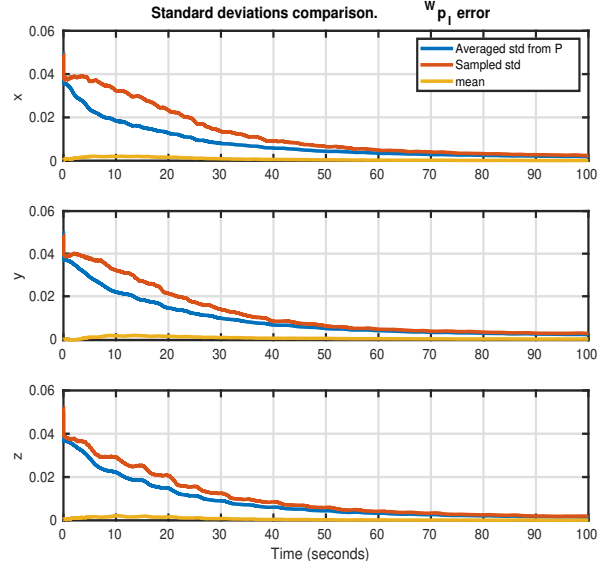 Standard deviations comparison. ᵂpI error
0.06
0.04
0.02
0
x
Averaged std from P
Sampled std
mean
0 10 20 30 40 50 60 70 80 90 100
0.06
0.04
0.02
0
y
0 10 20 30 40 50 60 70 80 90 100
0.06
0.04
0.02
0
z
0 10 20 30 40 50 60 70 80 90 100
Time (seconds)